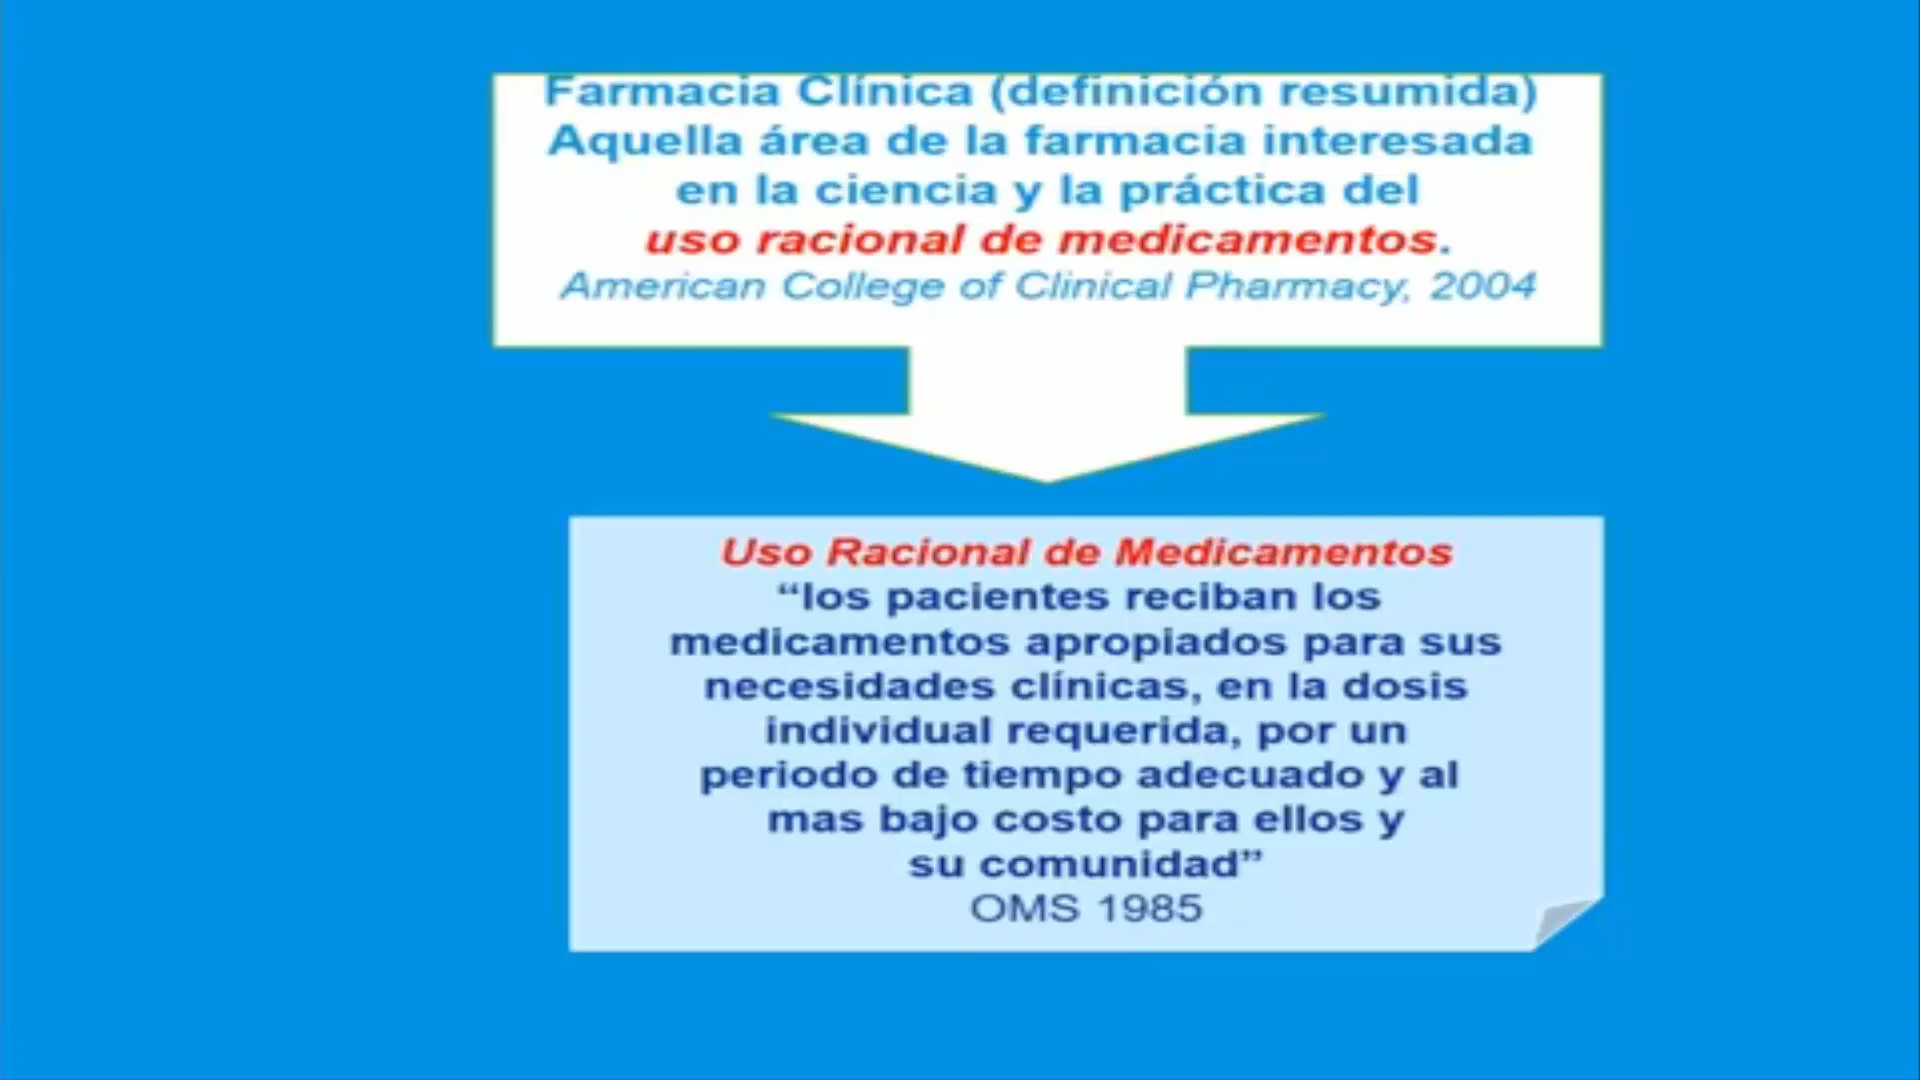 Farmacia Clínica (definición resumida)
Aquella área de la farmacia interesada
en la ciencia y la práctica del
uso racional de medicamentos.
American College of Clinical Pharmacy, 2004
Uso Racional de Medicamentos
“los pacientes reciban los
medicamentos apropiados para sus
necesidades clínicas, en la dosis
individual requerida, por un
periodo de tiempo adecuado y al
mas bajo costo para ellos y
su comunidad”
OMS 1985